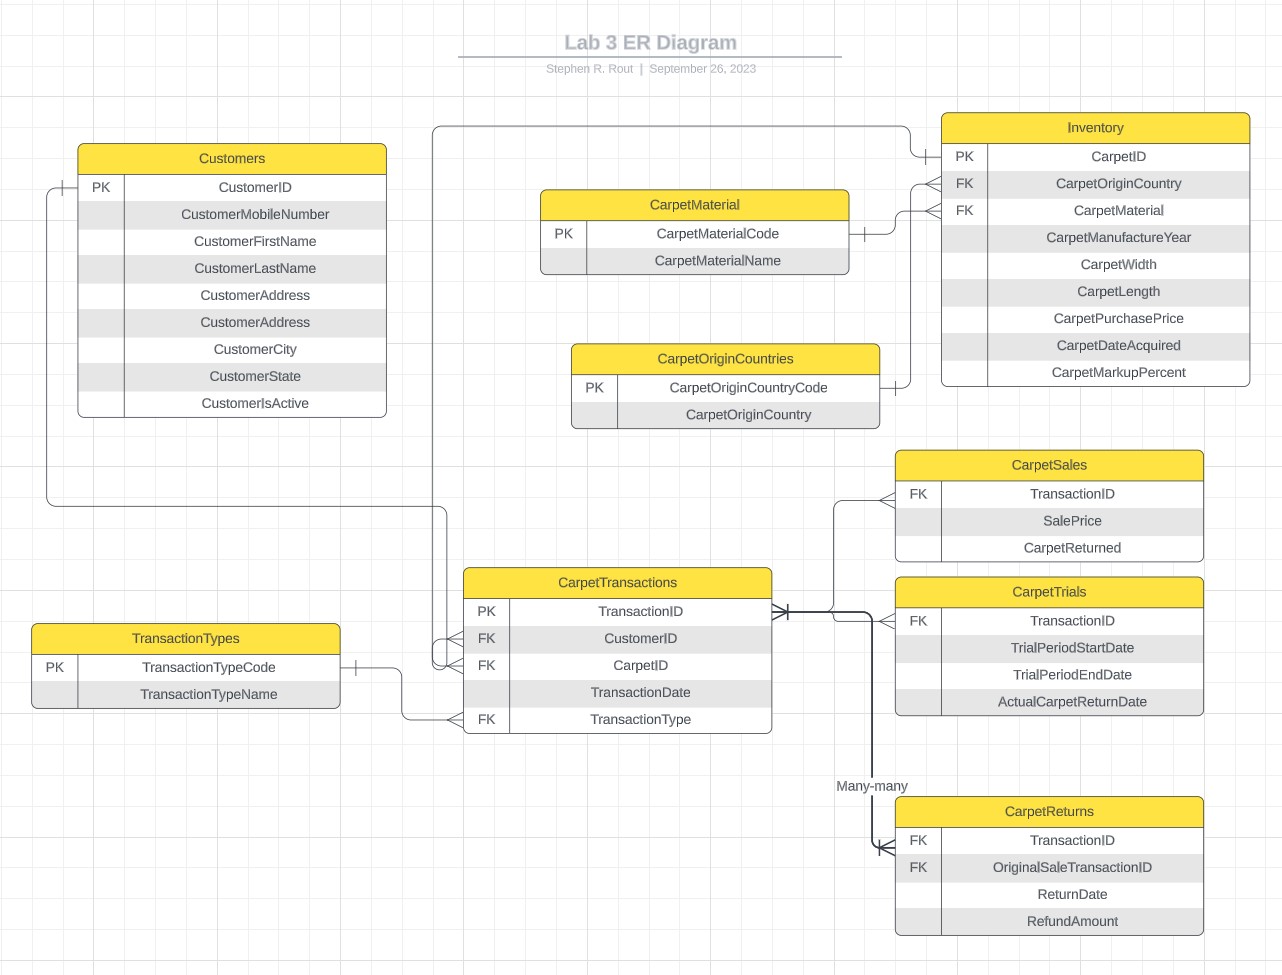 Lab 3 ER Diagram
Stephen R. Rout | September 26, 2023
Customers
PK CustomerID
CustomerMobileNumber
CustomerFirstName
CustomerLastName
CustomerAddress
CustomerAddress
CustomerCity
CustomerState
CustomerIsActive
CarpetMaterial
PK CarpetMaterialCode
CarpetMaterialName
Inventory
PK CarpetID
FK CarpetOriginCountry
FK CarpetMaterial
CarpetManufactureYear
CarpetWidth
CarpetLength
CarpetPurchasePrice
CarpetDateAcquired
CarpetMarkupPercent
CarpetOriginCountries
PK CarpetOriginCountryCode
CarpetOriginCountry
CarpetSales
FK TransactionID
SalePrice
CarpetReturned
TransactionTypes
PK TransactionTypeCode
TransactionTypeName
CarpetTransactions
PK TransactionID
FK CustomerID
FK CarpetID
TransactionDate
FK TransactionType
CarpetTrials
FK TransactionID
TrialPeriodStartDate
TrialPeriodEndDate
ActualCarpetReturnDate
Many-many
CarpetReturns
FK TransactionID
FK OriginalSaleTransactionID
ReturnDate
RefundAmount